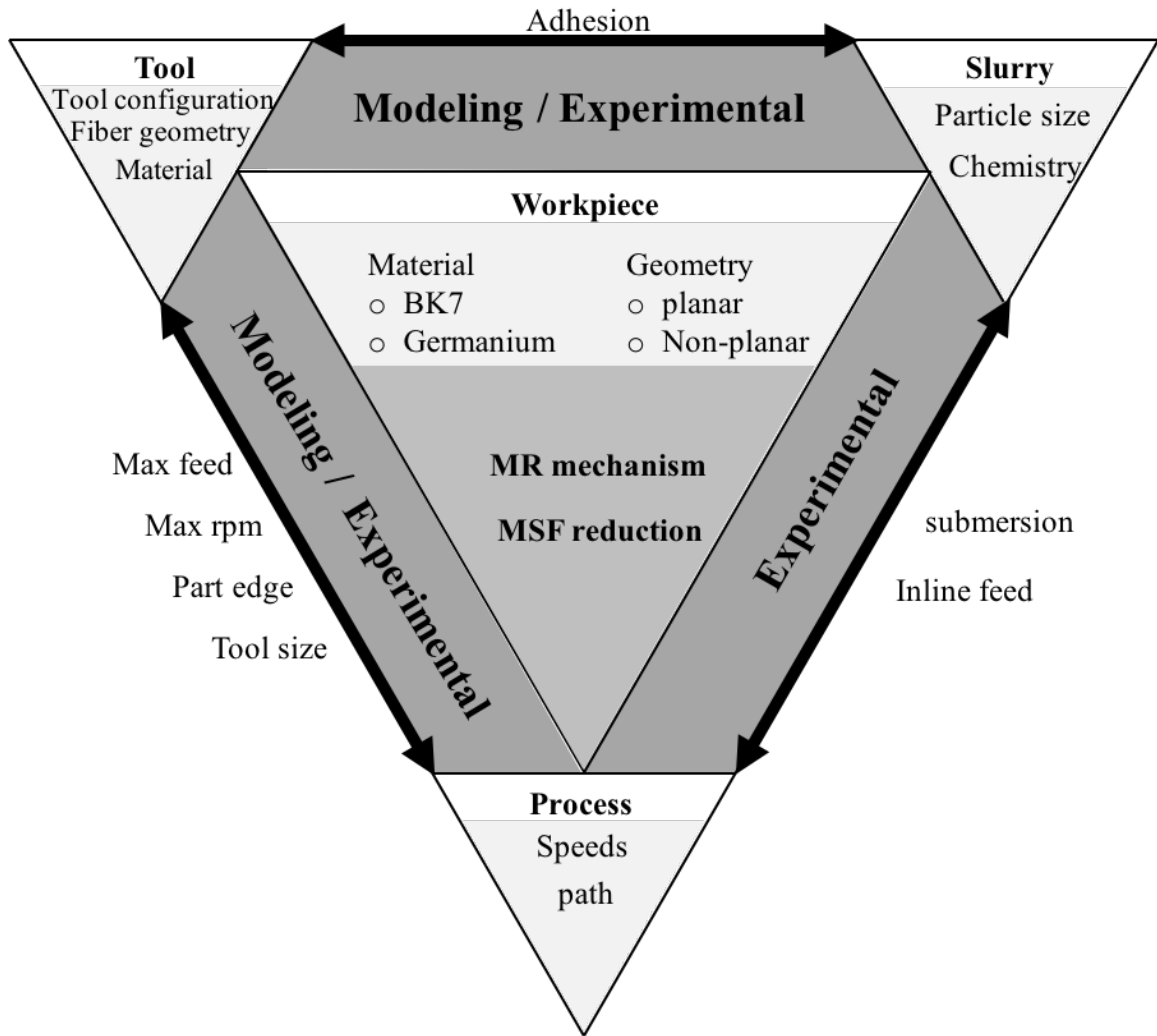 Adhesion
Tool
Tool configuration
Fiber geometry
Material
Modeling / Experimental
Slurry
Particle size
Chemistry
Workpiece
Material
○ BK7
○ Germanium
Geometry
○ planar
○ Non-planar
MR mechanism
MSF reduction
Modeling / Experimental
Max feed
Max rpm
Part edge
Tool size
Experimental
submersion
Inline feed
Process
Speeds
path